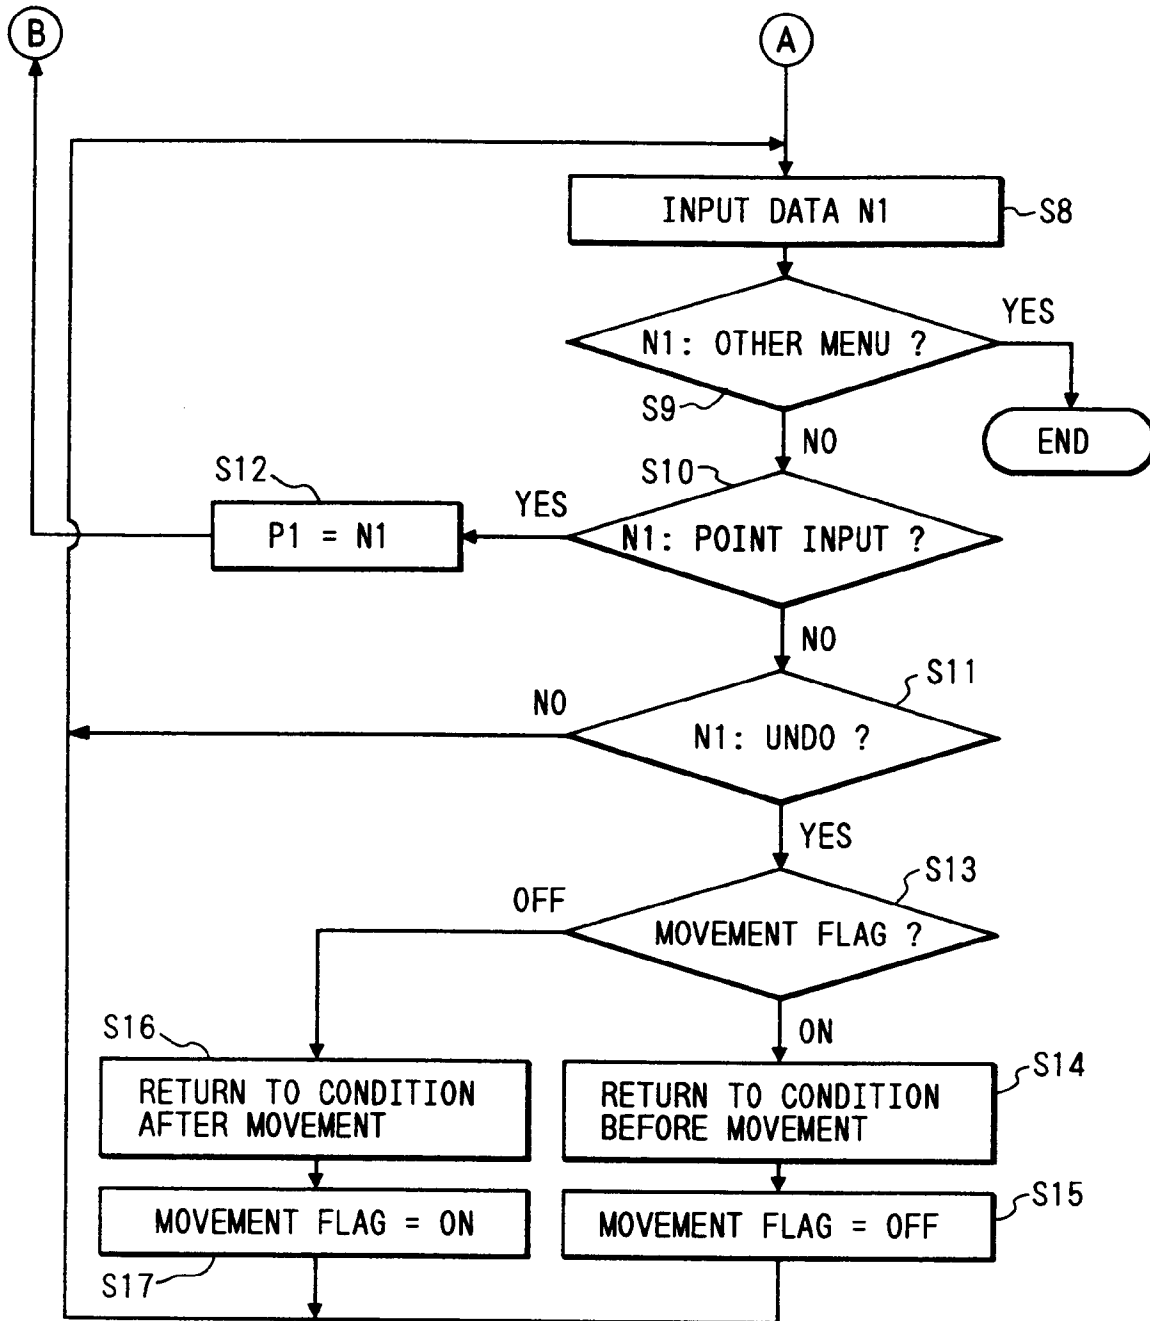 B
A
INPUT DATA N1
S8
N1: OTHER MENU ?
YES
S9
END
NO
S10
S12
YES
P1 = N1
N1: POINT INPUT ?
NO
S11
NO
N1: UNDO ?
YES
S13
OFF
MOVEMENT FLAG ?
ON
S16
S14
RETURN TO CONDITION
AFTER MOVEMENT
RETURN TO CONDITION
BEFORE MOVEMENT
S15
MOVEMENT FLAG = ON
MOVEMENT FLAG = OFF
S17